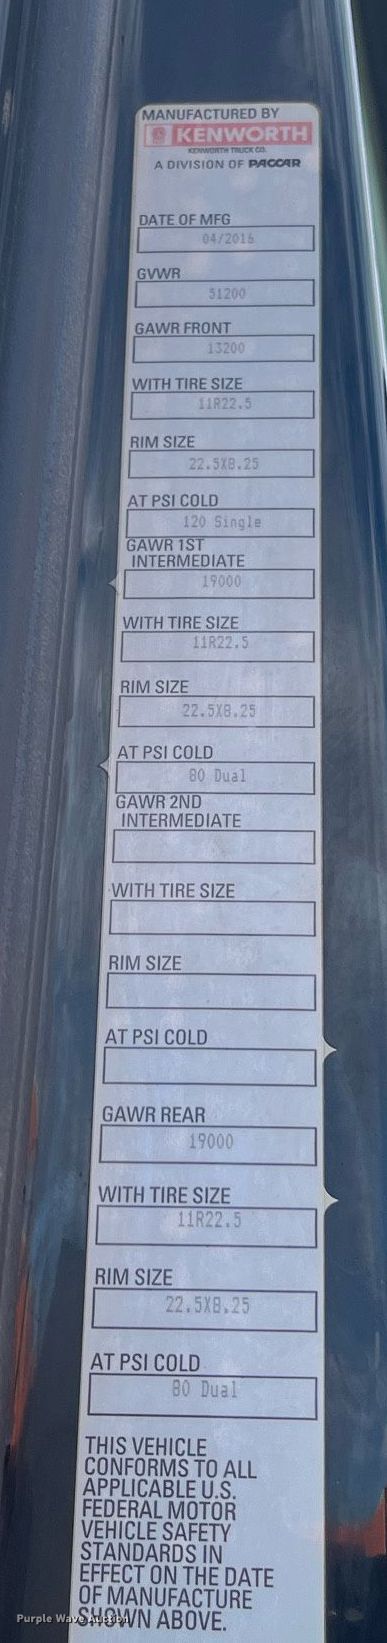 MANUFACTURED BY
KENWORTH
KENWORTH TRUCK CO.
A DIVISION OF PACCAR
DATE OF MFG
04/2016
GVWR
51200
GAWR FRONT
13200
WITH TIRE SIZE
11R22.5
RIM SIZE
22.5X8.25
AT PSI COLD
120 Single
GAWR 1ST
INTERMEDIATE
19000
WITH TIRE SIZE
11R22.5
RIM SIZE
22.5X8.25
AT PSI COLD
80 Dual
GAWR 2ND
INTERMEDIATE
WITH TIRE SIZE
RIM SIZE
AT PSI COLD
GAWR REAR
19000
WITH TIRE SIZE
11R22.5
RIM SIZE
22.5X8.25
AT PSI COLD
80 Dual
THIS VEHICLE
CONFORMS TO ALL
APPLICABLE U.S.
FEDERAL MOTOR
VEHICLE SAFETY
STANDARDS IN
EFFECT ON THE DATE
OF MANUFACTURE
SHOWN ABOVE.
Purple Wave Auction